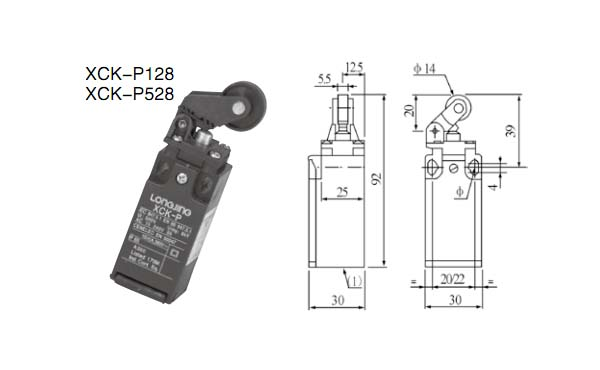 XCK-P128
XCK-P528
LONGJING
XCK-P
12.5
5.5
25
92
(1)
30
ϕ14
20
39
ϕ
4
= 20/22 =
30